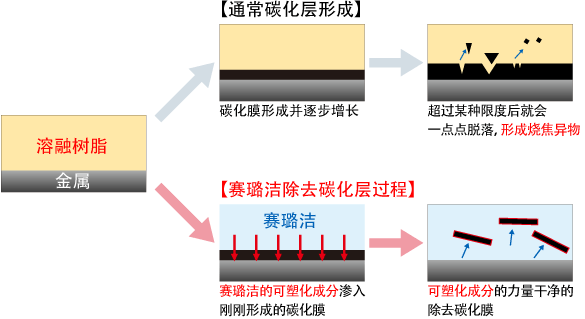 【通常碳化层形成】
溶融树脂
金属
碳化膜形成并逐步增长
超过某种限度后就会
一点点脱落, 形成烧焦异物
【赛璐洁除去碳化层过程】
赛璐洁
赛璐洁的可塑化成分渗入
刚刚形成的碳化膜
可塑化成分的力量干净的
除去碳化膜